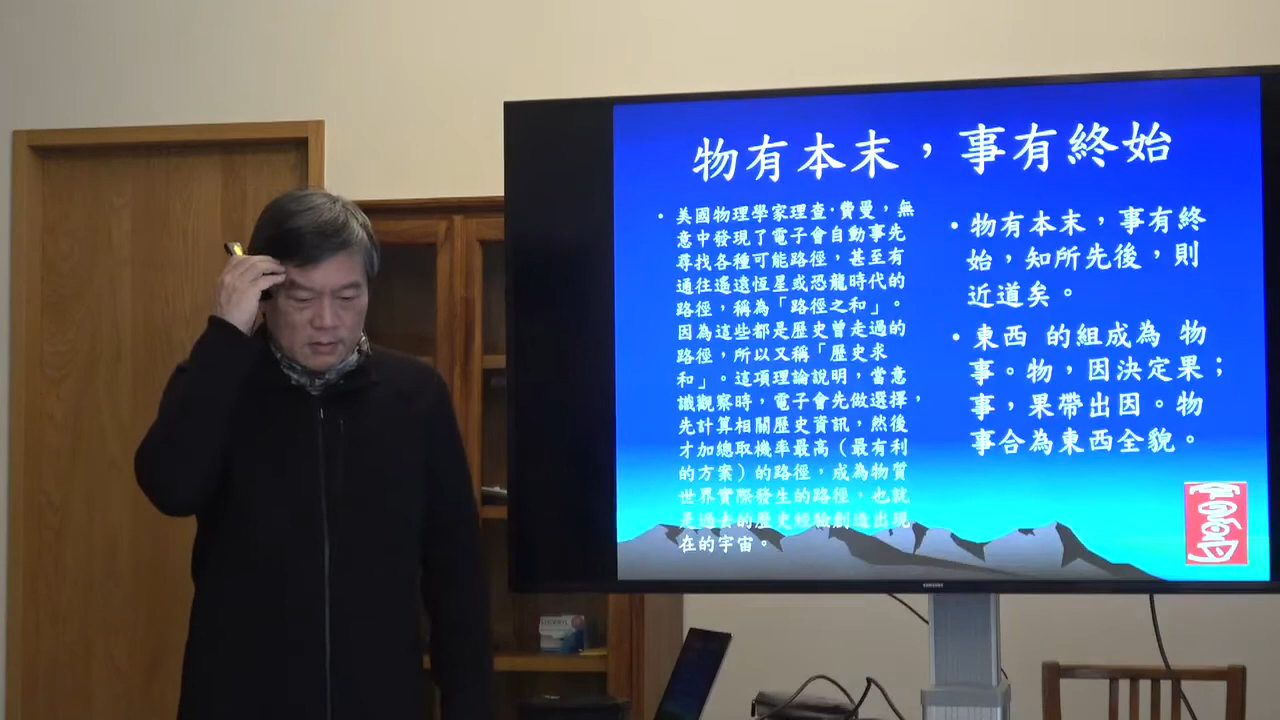 物有本末，事有終始
• 美國物理學家理查·費曼，無
意中發現了電子會自動事先
尋找各種可能路徑，甚至有
通往遙遠恆星或恐龍時代的
路徑，稱為「路徑之和」。
因為這些都是歷史曾走過的
路徑，所以又稱「歷史求
和」。這項理論說明，當意
識觀察時，電子會先做選擇，
先計算相關歷史資訊，然後
才加總取機率最高（最有利
的方案）的路徑，成為物質
世界實際發生的路徑，也就
是過去的歷史經驗創造出現
在的宇宙。
• 物有本末，事有終
始，知所先後，則
近道矣。
• 東西 的組成為 物
事。物，因決定果；
事，果帶出因。物
事合為東西全貌。
SAMSUNG